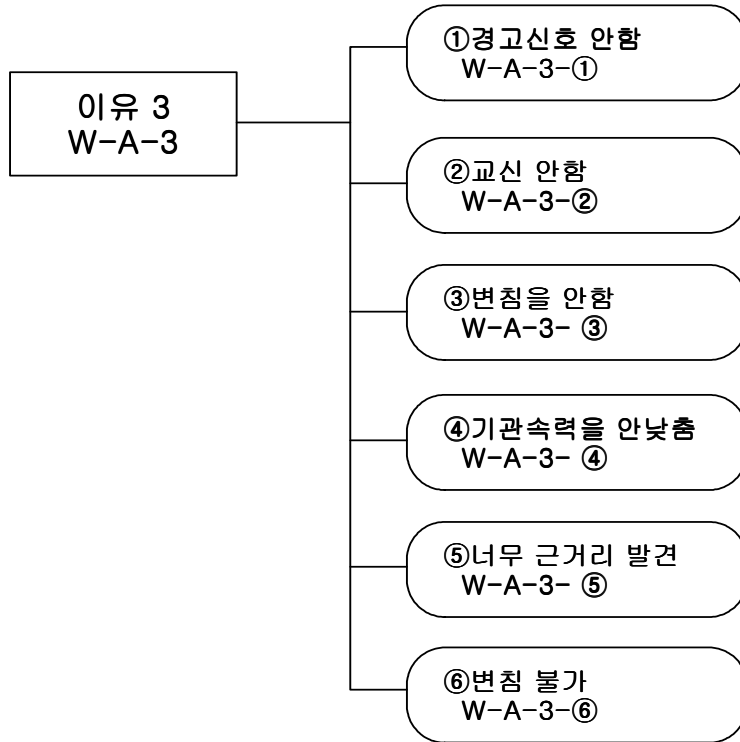 이유 3
W-A-3
①경고신호 안함
W-A-3-①
②교신 안함
W-A-3-②
③변침을 안함
W-A-3- ③
④기관속력을 안낮춤
W-A-3- ④
⑤너무 근거리 발견
W-A-3- ⑤
⑥변침 불가
W-A-3-⑥